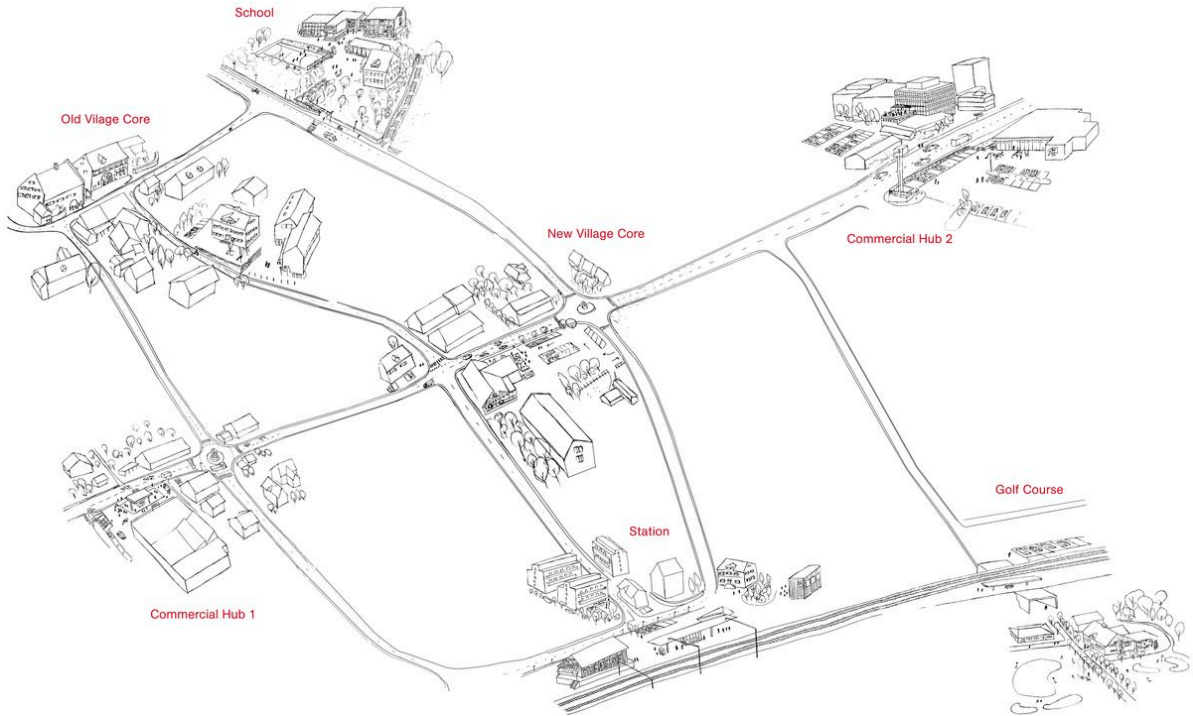 School
Old Vilage Core
New Village Core
Commercial Hub 2
Golf Course
Station
Commercial Hub 1